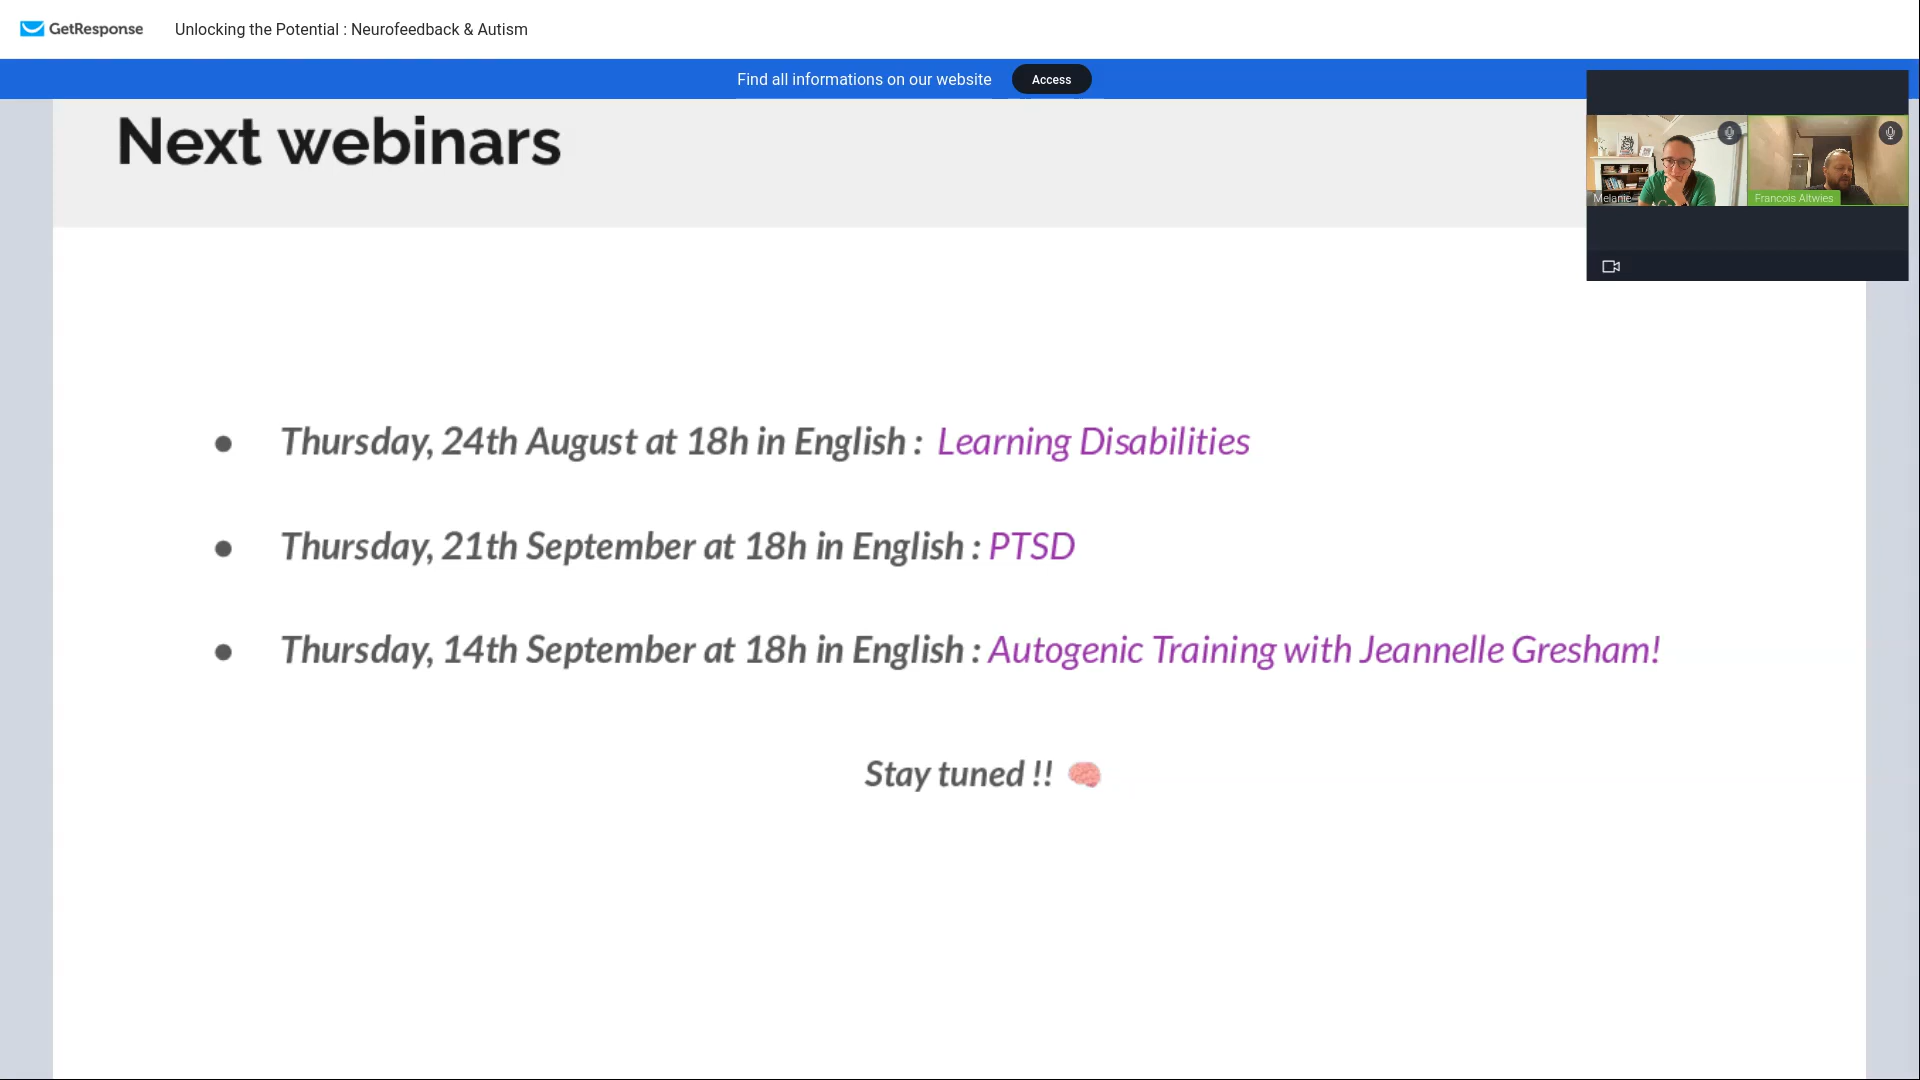 GetResponse
Unlocking the Potential : Neurofeedback & Autism
Find all informations on our website
Access
Melanie
Francois Altwies
Next webinars
● Thursday, 24th August at 18h in English : Learning Disabilities
● Thursday, 21th September at 18h in English : PTSD
● Thursday, 14th September at 18h in English : Autogenic Training with Jeannelle Gresham!
Stay tuned !! 🧠